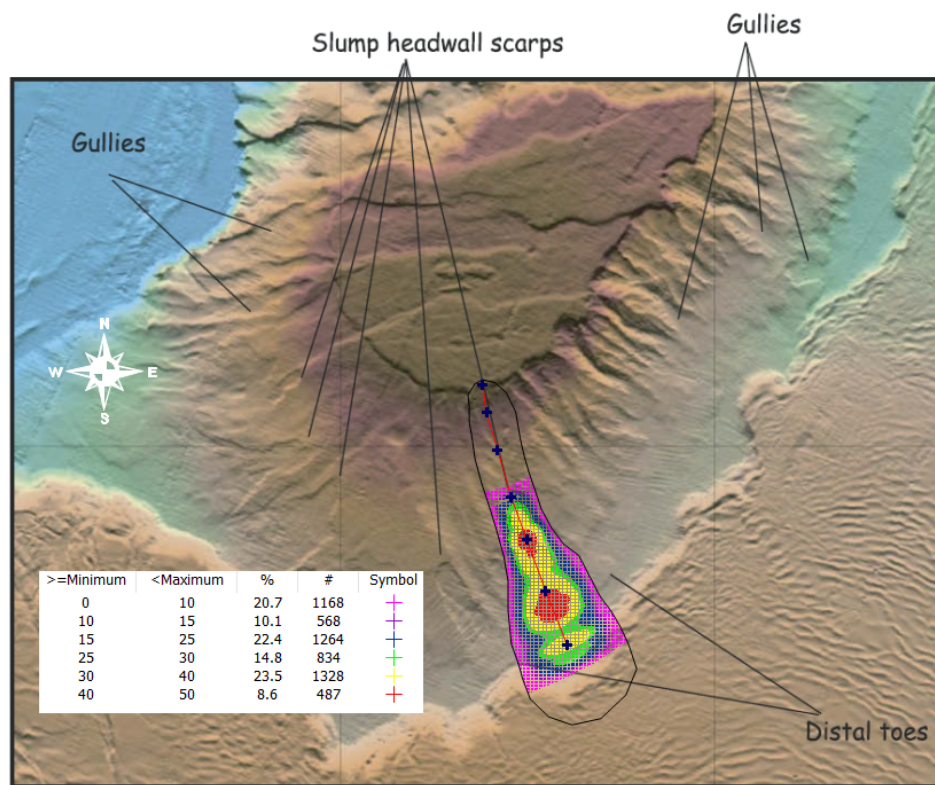 Gullies
Slump headwall scarps
Gullies
N
W E
S
>=Minimum <Maximum % # Symbol
0 10 20.7 1168
10 15 10.1 568
15 25 22.4 1264
25 30 14.8 834
30 40 23.5 1328
40 50 8.6 487
Distal toes